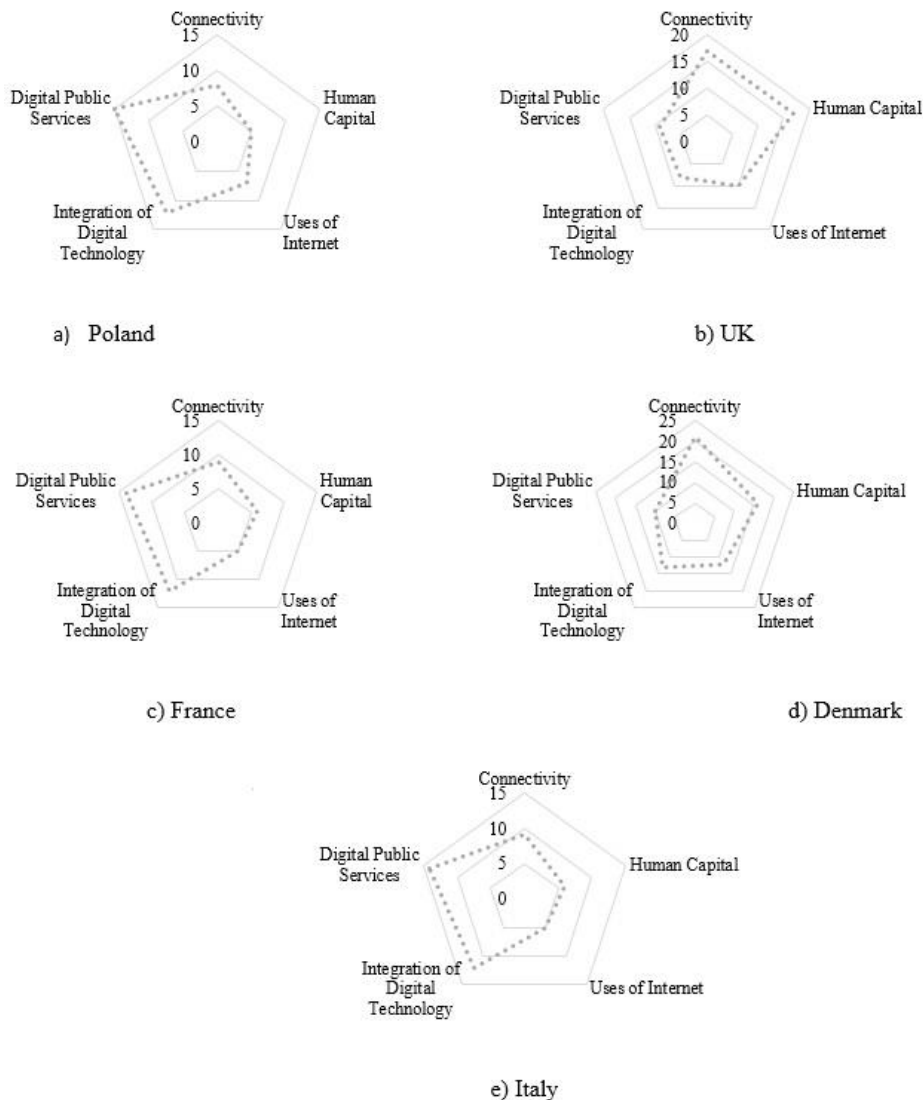 Connectivity
15
10
5
0
Digital Public
Services
Human
Capital
Integration of
Digital
Technology
Uses of
Internet
a) Poland
Connectivity
20
15
10
5
0
Digital Public
Services
Human Capital
Integration of
Digital
Technology
Uses of Internet
b) UK
Connectivity
15
10
5
0
Digital Public
Services
Human
Capital
Integration of
Digital
Technology
Uses of
Internet
c) France
Connectivity
25
20
15
10
5
0
Digital Public
Services
Human Capital
Integration of
Digital
Technology
Uses of
Internet
d) Denmark
Connectivity
15
10
5
0
Digital Public
Services
Human Capital
Integration of
Digital
Technology
Uses of Internet
e) Italy